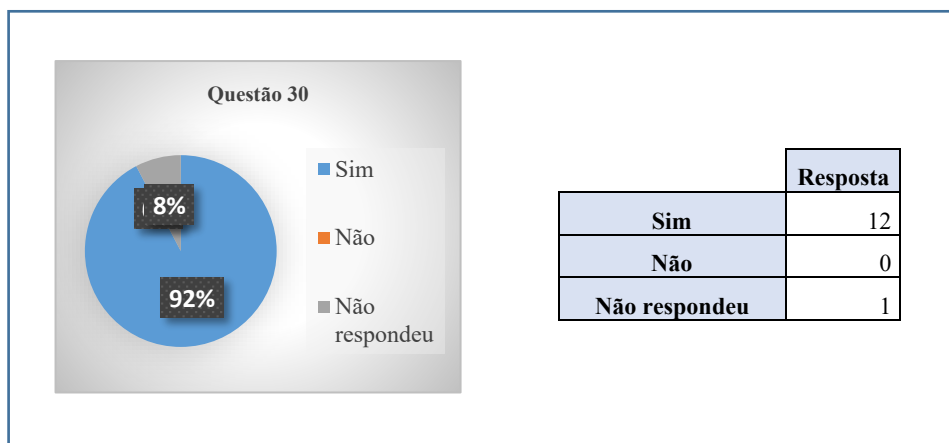 Questão 30
Sim
Não
Não
respondeu
8%
92%
Resposta
Sim 12
Não 0
Não respondeu 1